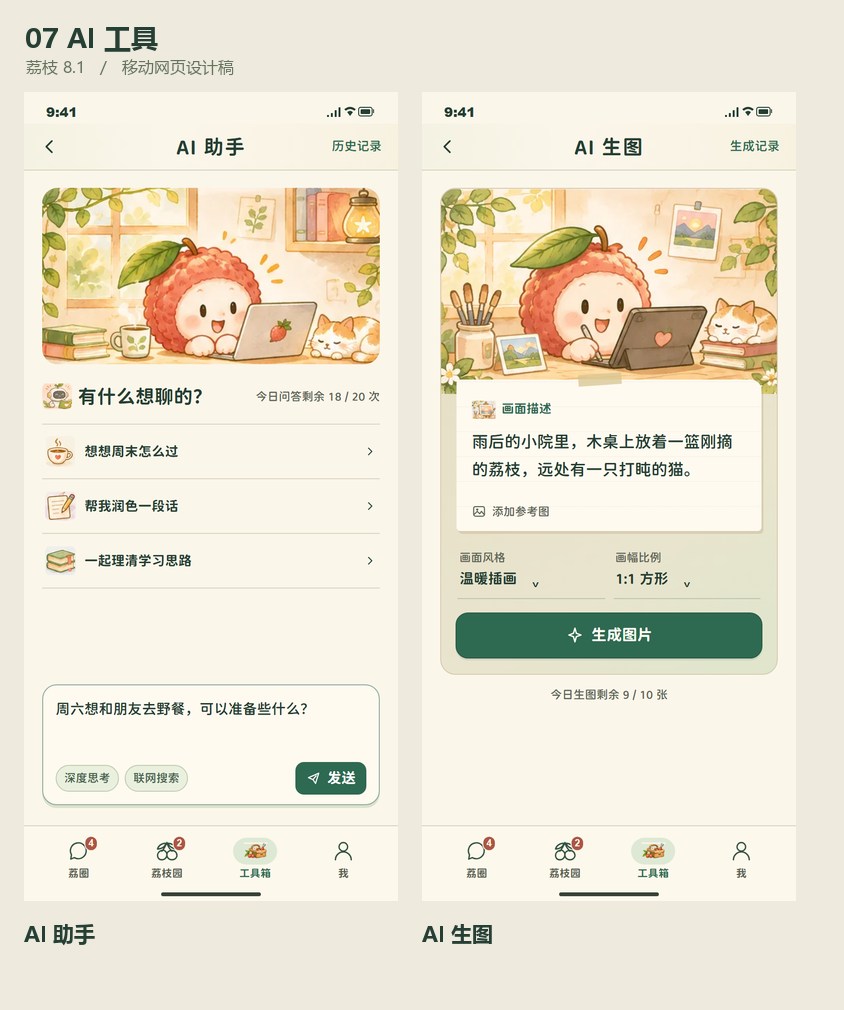 07 AI 工具
荔枝 8.1 / 移动网页设计稿
9:41
AI 助手
历史记录
有什么想聊的？
今日问答剩余 18 / 20 次
想想周末怎么过
帮我润色一段话
一起理清学习思路
周六想和朋友去野餐，可以准备些什么？
深度思考
联网搜索
发送
4
荔圈
2
荔枝园
工具箱
我
AI 助手
9:41
AI 生图
生成记录
画面描述
雨后的小院里，木桌上放着一篮刚摘
的荔枝，远处有一只打盹的猫。
添加参考图
画面风格
温暖插画
画幅比例
1:1 方形
生成图片
今日生图剩余 9 / 10 张
4
荔圈
2
荔枝园
工具箱
我
AI 生图